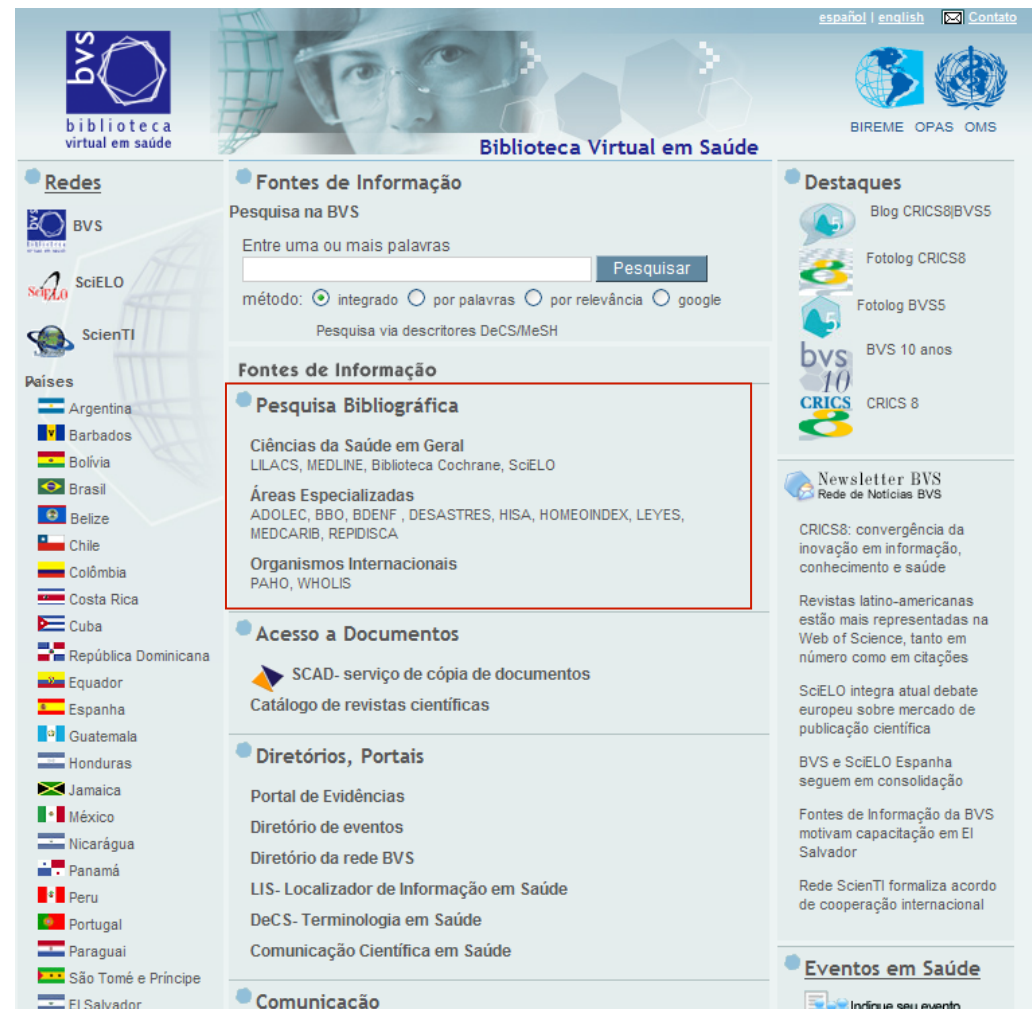 español | english Contato
bvs
biblioteca
virtual em saúde
Biblioteca Virtual em Saúde
BIREME OPAS OMS
Redes
BVS
SciELO
SciELO
ScienTI
Países
Argentina
Barbados
Bolívia
Brasil
Belize
Chile
Colômbia
Costa Rica
Cuba
República Dominicana
Equador
Espanha
Guatemala
Honduras
Jamaica
México
Nicarágua
Panamá
Peru
Portugal
Paraguai
São Tomé e Príncipe
El Salvador
Fontes de Informação
Pesquisa na BVS
Entre uma ou mais palavras
Pesquisar
método: integrado por palavras por relevância google
Pesquisa via descritores DeCS/MeSH
Fontes de Informação
Pesquisa Bibliográfica
Ciências da Saúde em Geral
LILACS, MEDLINE, Biblioteca Cochrane, SciELO
Áreas Especializadas
ADOLEC, BBO, BDENF , DESASTRES, HISA, HOMEOINDEX, LEYES,
MEDCARIB, REPIDISCA
Organismos Internacionais
PAHO, WHOLIS
Acesso a Documentos
SCAD- serviço de cópia de documentos
Catálogo de revistas científicas
Diretórios, Portais
Portal de Evidências
Diretório de eventos
Diretório da rede BVS
LIS- Localizador de Informação em Saúde
DeCS- Terminologia em Saúde
Comunicação Científica em Saúde
Comunicação
Destaques
Blog CRICS8|BVS5
Fotolog CRICS8
Fotolog BVS5
bvs
10
BVS 10 anos
CRICS
8
CRICS 8
Newsletter BVS
Rede de Notícias BVS
CRICS8: convergência da
inovação em informação,
conhecimento e saúde
Revistas latino-americanas
estão mais representadas na
Web of Science, tanto em
número como em citações
SciELO integra atual debate
europeu sobre mercado de
publicação científica
BVS e SciELO Espanha
seguem em consolidação
Fontes de Informação da BVS
motivam capacitação em El
Salvador
Rede ScienTI formaliza acordo
de cooperação internacional
Eventos em Saúde
Indique seu evento